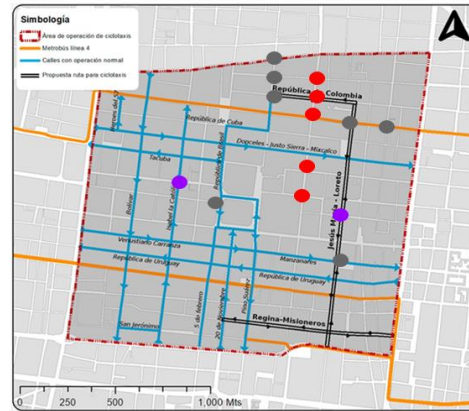 Simbología
Área de operación de ciclotaxis
Metrobús línea 4
Calles con operación normal
Propuesta ruta para ciclotaxis
República Colombia
República de Cuba
Donceles - Justo Sierra - Mixcalco
Tacuba
República de Brasil
Bolívar
Isabel la Católica
Jesús María - Loreto
Venustiano Carranza
Manzanares
República de Uruguay
República de Uruguay
5 de febrero
20 de Noviembre
Pino Suárez
Regina-Misioneros
San Jerónimo
0 250 500 1,000 Mts